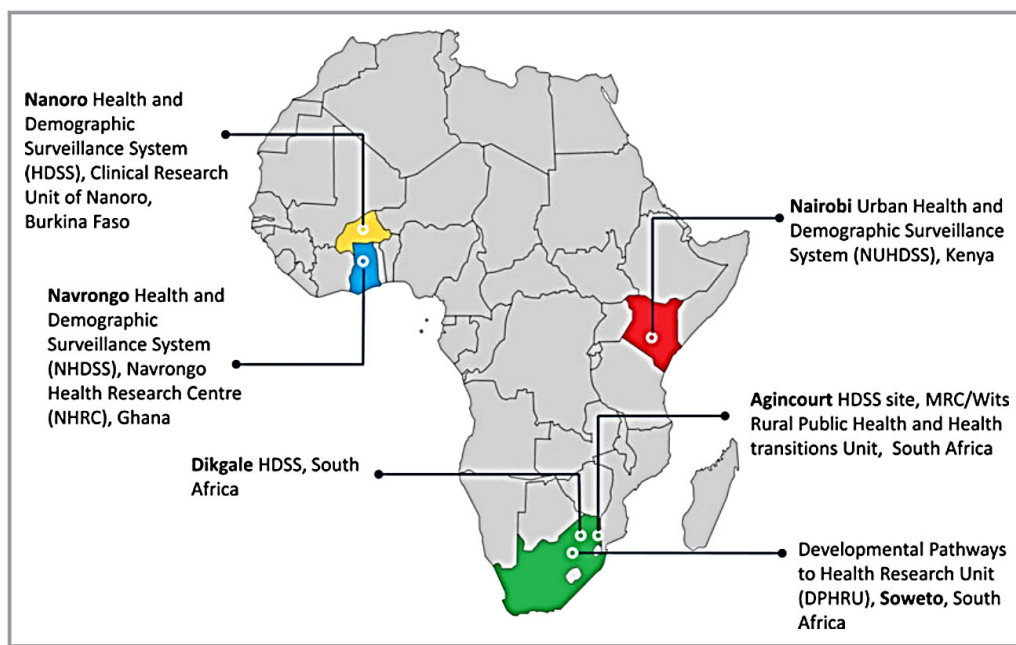 Nanoro Health and
Demographic
Surveillance System
(HDSS), Clinical Research
Unit of Nanoro,
Burkina Faso
Nairobi Urban Health and
Demographic Surveillance
System (NUHDSS), Kenya
Navrongo Health and
Demographic
Surveillance System
(NHDSS), Navrongo
Health Research Centre
(NHRC), Ghana
Agincourt HDSS site, MRC/Wits
Rural Public Health and Health
transitions Unit, South Africa
Dikgale HDSS, South
Africa
Developmental Pathways
to Health Research Unit
(DPHRU), Soweto, South
Africa